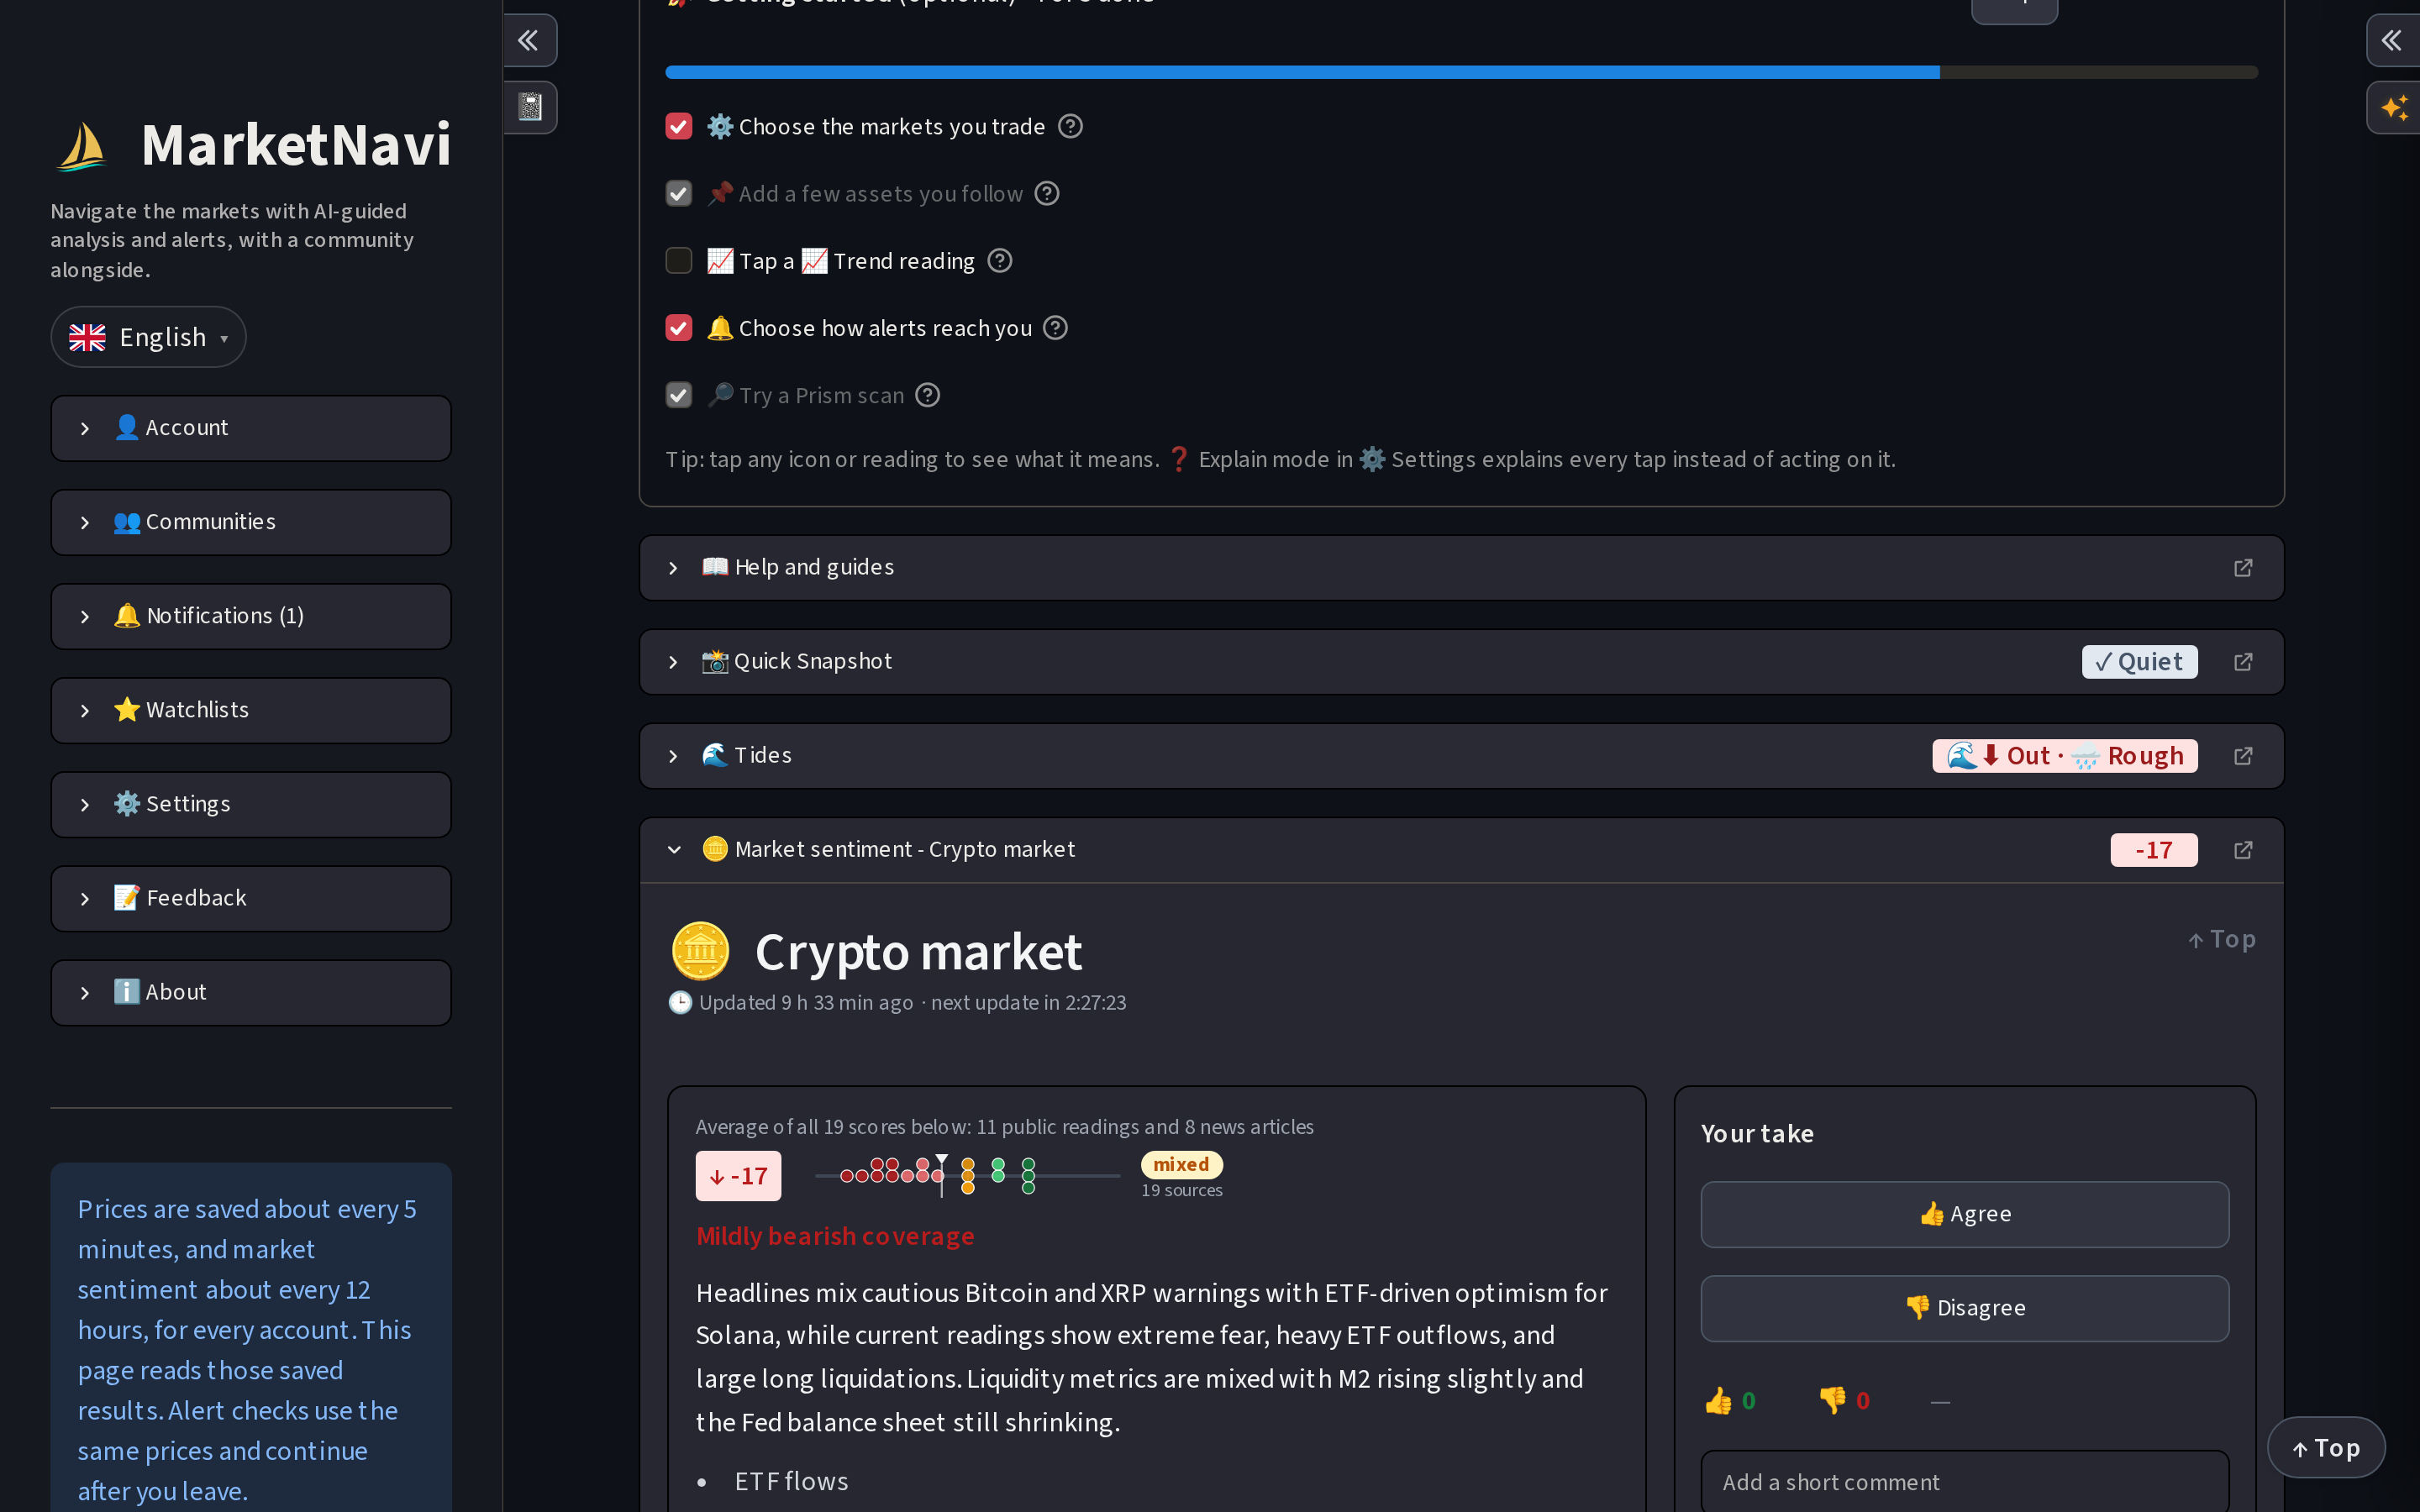 MarketNavi
Navigate the markets with AI-guided
analysis and alerts, with a community
alongside.
English
Account
Communities
Notifications (1)
Watchlists
Settings
Feedback
About
Prices are saved about every 5
minutes, and market
sentiment about every 12
hours, for every account. This
page reads those saved
results. Alert checks use the
same prices and continue
after you leave.
Choose the markets you trade
Add a few assets you follow
Tap a 📈 Trend reading
Choose how alerts reach you
Try a Prism scan
Tip: tap any icon or reading to see what it means. ❓ Explain mode in ⚙️ Settings explains every tap instead of acting on it.
Help and guides
Quick Snapshot
✓ Quiet
Tides
🌊⬇ Out · 🌧️ Rough
Market sentiment - Crypto market
-17
Crypto market
↑ Top
Updated 9 h 33 min ago · next update in 2:27:23
Average of all 19 scores below: 11 public readings and 8 news articles
↓ -17
mixed
19 sources
Mildly bearish coverage
Headlines mix cautious Bitcoin and XRP warnings with ETF-driven optimism for
Solana, while current readings show extreme fear, heavy ETF outflows, and
large long liquidations. Liquidity metrics are mixed with M2 rising slightly and
the Fed balance sheet still shrinking.
• ETF flows
Your take
👍 Agree
👎 Disagree
👍 0 👎 0 —
Add a short comment
↑ Top